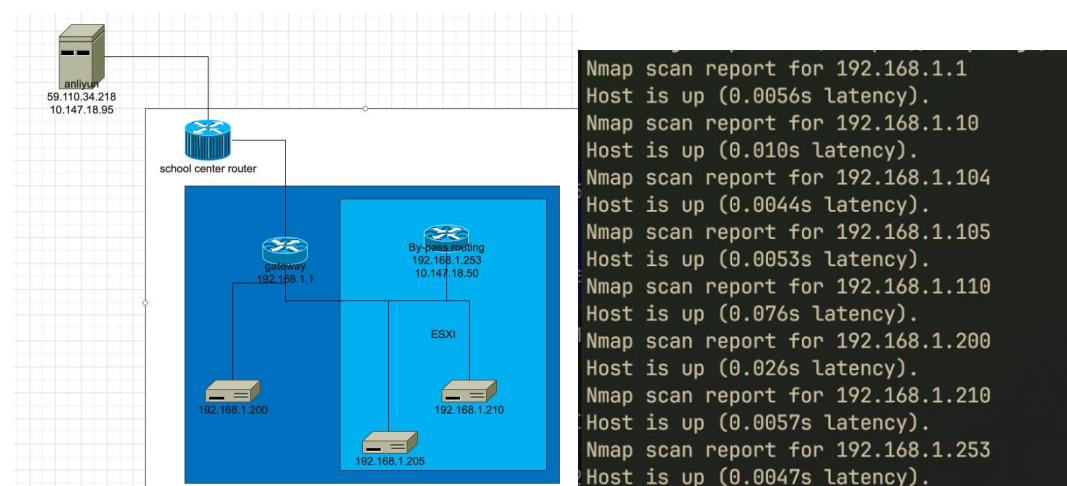 anliyun
59.110.34.218
10.147.18.95
school center router
gateway
192.168.1.1
By-pass routing
192.168.1.253
10.147.18.50
ESXI
192.168.1.200
192.168.1.210
192.168.1.205
Nmap scan report for 192.168.1.1
Host is up (0.0056s latency).
Nmap scan report for 192.168.1.10
Host is up (0.010s latency).
Nmap scan report for 192.168.1.104
Host is up (0.0044s latency).
Nmap scan report for 192.168.1.105
Host is up (0.0053s latency).
Nmap scan report for 192.168.1.110
Host is up (0.076s latency).
Nmap scan report for 192.168.1.200
Host is up (0.026s latency).
Nmap scan report for 192.168.1.210
Host is up (0.0057s latency).
Nmap scan report for 192.168.1.253
Host is up (0.0047s latency).